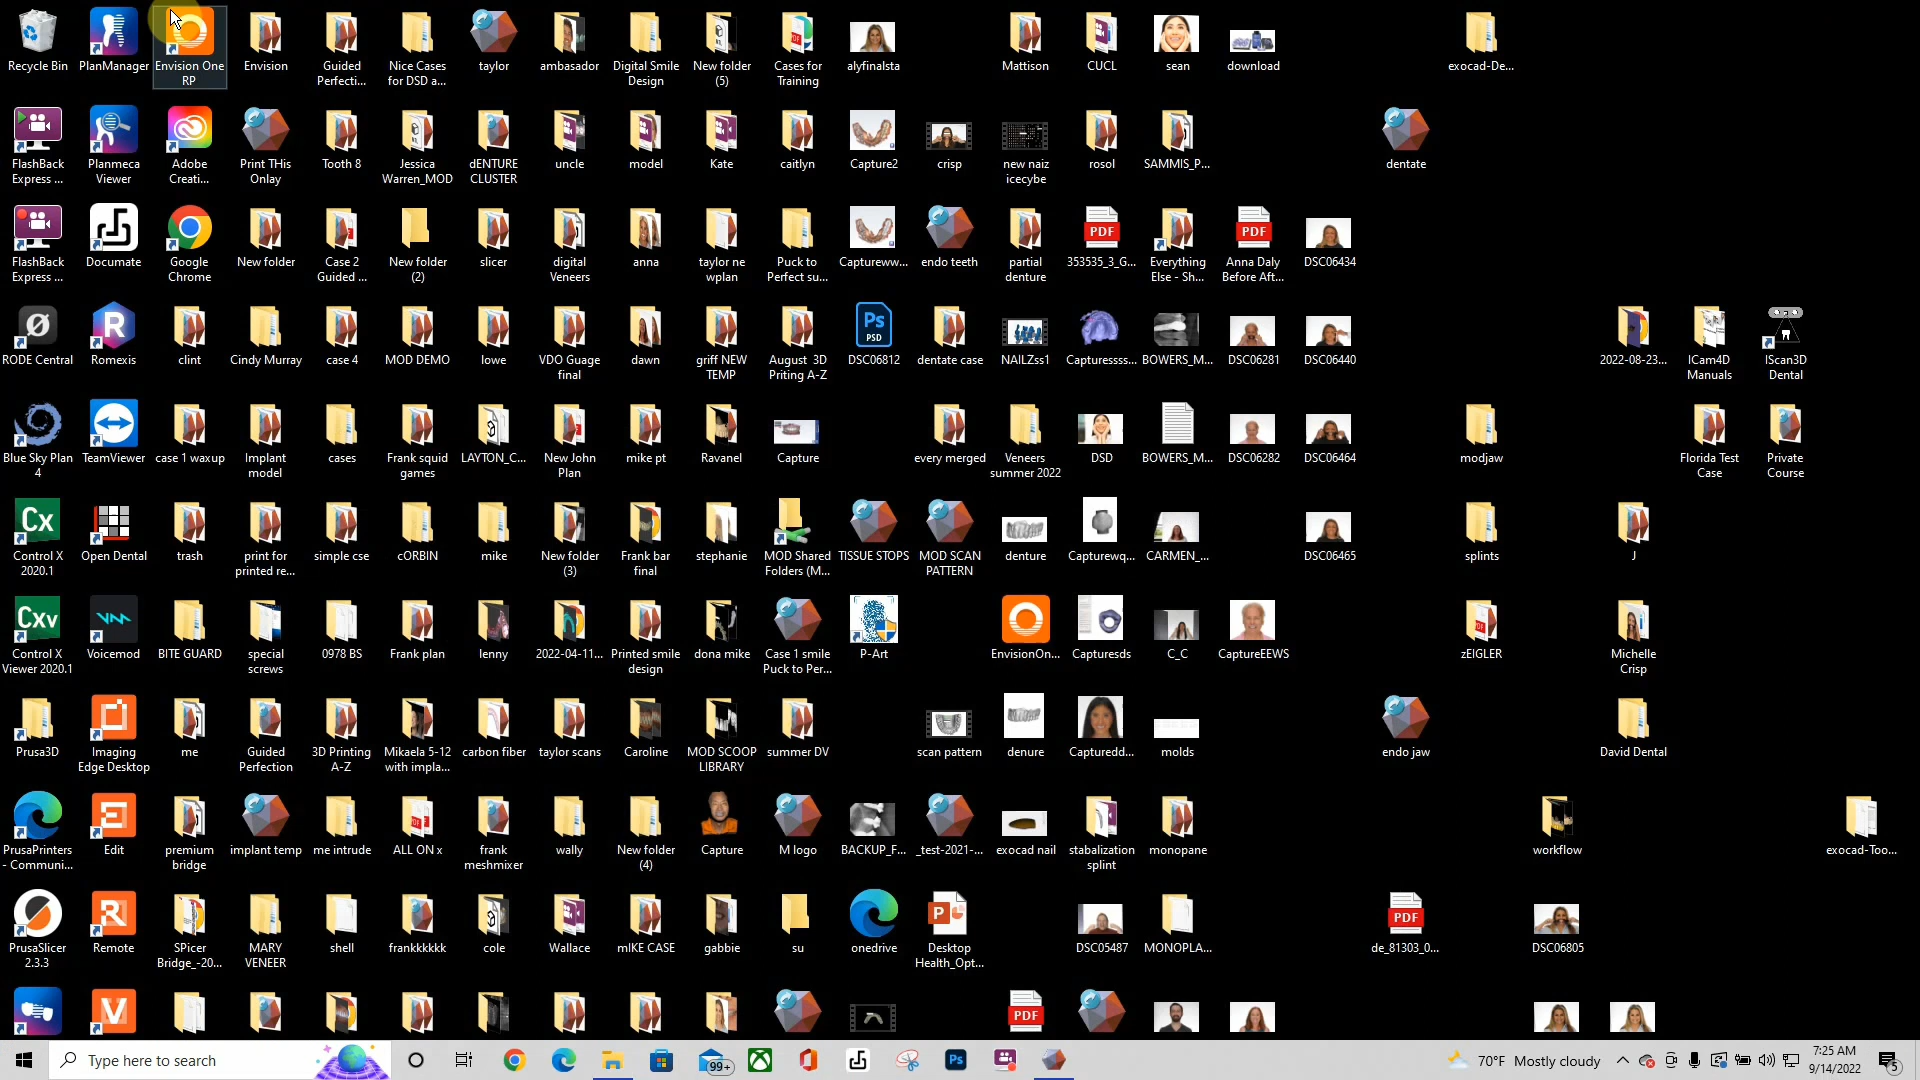 Recycle Bin
PlanManager
Envision One
RP
Envision
Guided
Perfecti...
Nice Cases
for DSD a...
taylor
ambasador
Digital Smile
Design
New folder
(5)
Cases for
Training
alyfinalsta
Mattison
CUCL
sean
download
exocad-De...
FlashBack
Express ...
Planmeca
Viewer
Adobe
Creati...
Print THis
Onlay
Tooth 8
Jessica
Warren_MOD
dENTURE
CLUSTER
uncle
model
Kate
caitlyn
Capture2
crisp
new naiz
icecybe
rosol
SAMMIS_P...
dentate
FlashBack
Express ...
Documate
Google
Chrome
New folder
Case 2
Guided ...
New folder
(2)
slicer
digital
Veneers
anna
taylor ne
wplan
Puck to
Perfect su...
Captureww...
endo teeth
partial
denture
PDF
353535_3_G...
Everything
Else - Sh...
PDF
Anna Daly
Before Aft...
DSC06434
RODE Central
R
Romexis
clint
Cindy Murray
case 4
MOD DEMO
lowe
VDO Guage
final
dawn
griff NEW
TEMP
August 3D
Priting A-Z
Ps
PSD
DSC06812
dentate case
NAILZss1
Capturessss...
BOWERS_M...
DSC06281
DSC06440
2022-08-23...
ICam4D
Manuals
IScan3D
Dental
Blue Sky Plan
4
TeamViewer
case 1 waxup
Implant
model
cases
Frank squid
games
LAYTON_C...
New John
Plan
mike pt
Ravanel
Capture
every merged
Veneers
summer 2022
DSD
BOWERS_M...
DSC06282
DSC06464
modjaw
Florida Test
Case
Private
Course
Cx
Control X
2020.1
Open Dental
trash
print for
printed re...
simple cse
cORBIN
mike
New folder
(3)
Frank bar
final
stephanie
MOD Shared
Folders (M...
TISSUE STOPS
MOD SCAN
PATTERN
denture
Capturewq...
CARMEN_...
DSC06465
splints
J
Cxv
Control X
Viewer 2020.1
Voicemod
BITE GUARD
special
screws
0978 BS
Frank plan
lenny
2022-04-11...
Printed smile
design
dona mike
Case 1 smile
Puck to Per...
P-Art
EnvisionOn...
Capturesds
C_C
CaptureEEWS
zEIGLER
Michelle
Crisp
Prusa3D
Imaging
Edge Desktop
me
Guided
Perfection
3D Printing
A-Z
Mikaela 5-12
with impla...
carbon fiber
taylor scans
Caroline
MOD SCOOP
LIBRARY
summer DV
scan pattern
denure
Capturedd...
molds
endo jaw
David Dental
PrusaPrinters
- Communi...
E
Edit
premium
bridge
implant temp
me intrude
ALL ON x
frank
meshmixer
wally
New folder
(4)
Capture
M logo
BACKUP_F...
_test-2021-...
exocad nail
stabalization
splint
monopane
workflow
exocad-Too...
PrusaSlicer
2.3.3
R
Remote
SPicer
Bridge_-20...
MARY
VENEER
shell
frankkkkkk
cole
Wallace
mIKE CASE
gabbie
su
onedrive
P
Desktop
Health_Opt...
DSC05487
MONOPLA...
PDF
de_81303_0...
DSC06805
V
PDF
Type here to search
99+
Ps
70°F Mostly cloudy
7:25 AM
9/14/2022
5